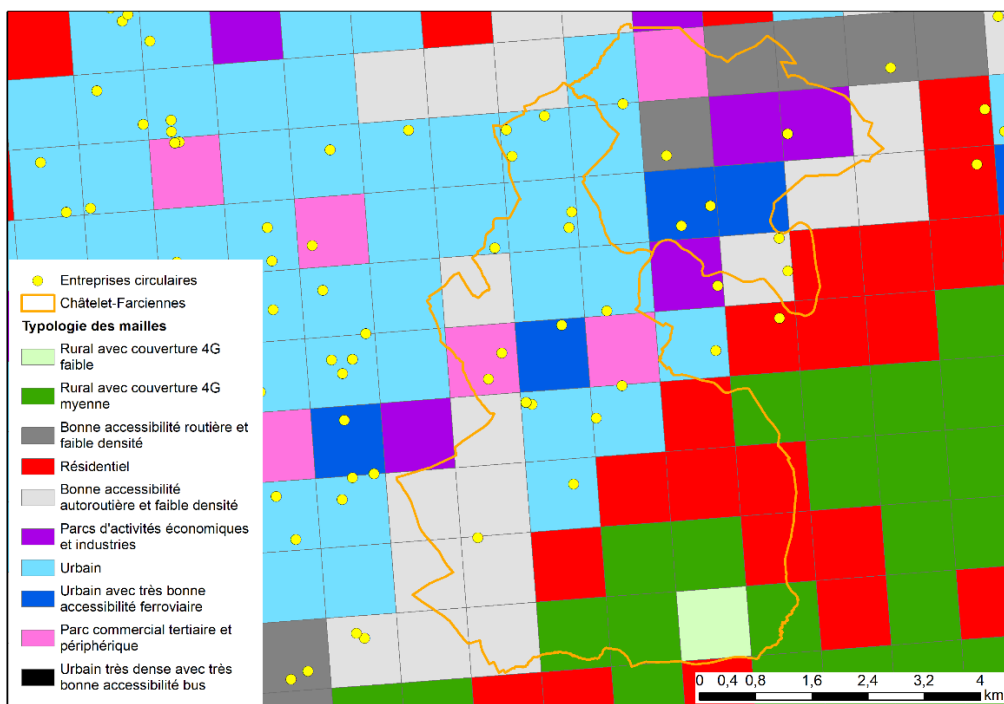 Entreprises circulaires
Châtelet-Farciennes
Typologie des mailles
Rural avec couverture 4G
faible
Rural avec couverture 4G
myenne
Bonne accessibilité routière et
faible densité
Résidentiel
Bonne accessibilité
autoroutière et faible densité
Parcs d'activités économiques
et industries
Urbain
Urbain avec très bonne
accessibilité ferroviaire
Parc commercial tertiaire et
périphérique
Urbain très dense avec très
bonne accessibilité bus
0 0,4 0,8 1,6 2,4 3,2 4
km